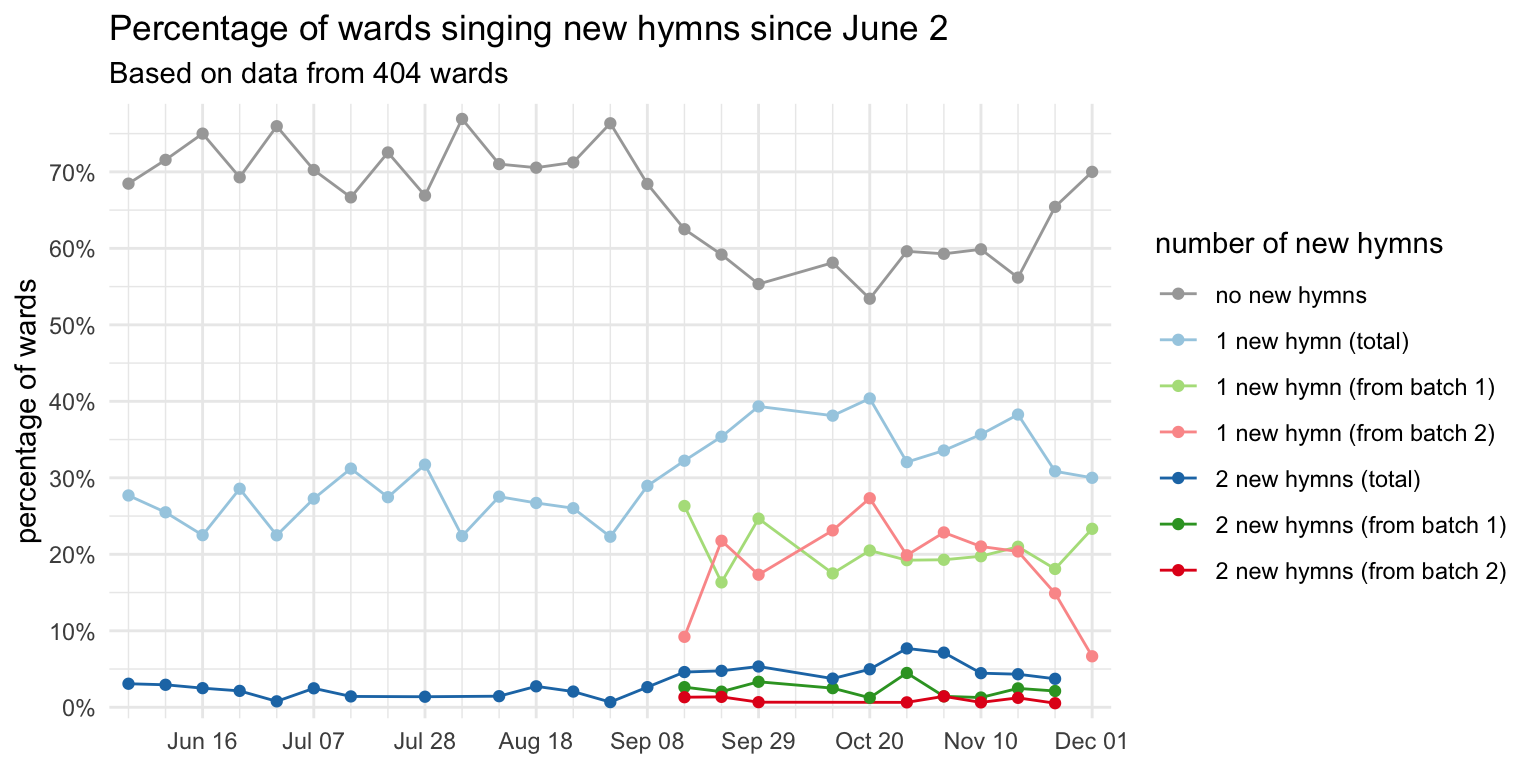 Percentage of wards singing new hymns since June 2
Based on data from 404 wards
percentage of wards
70%
60%
50%
40%
30%
20%
10%
0%
Jun 16
Jul 07
Jul 28
Aug 18
Sep 08
Sep 29
Oct 20
Nov 10
Dec 01
number of new hymns
no new hymns
1 new hymn (total)
1 new hymn (from batch 1)
1 new hymn (from batch 2)
2 new hymns (total)
2 new hymns (from batch 1)
2 new hymns (from batch 2)